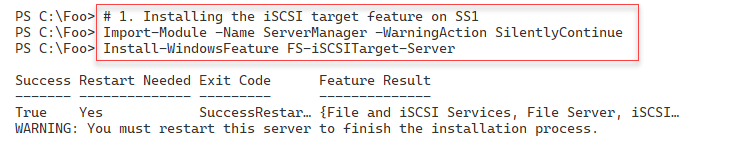 PS C:\Foo> # 1. Installing the iSCSI target feature on SS1
PS C:\Foo> Import-Module -Name ServerManager -WarningAction SilentlyContinue
PS C:\Foo> Install-WindowsFeature FS-iSCSITarget-Server
Success Restart Needed Exit Code      Feature Result
------- -------------- ---------      --------------
True    Yes            SuccessRestar… {File and iSCSI Services, File Server, iSCSI…
WARNING: You must restart this server to finish the installation process.